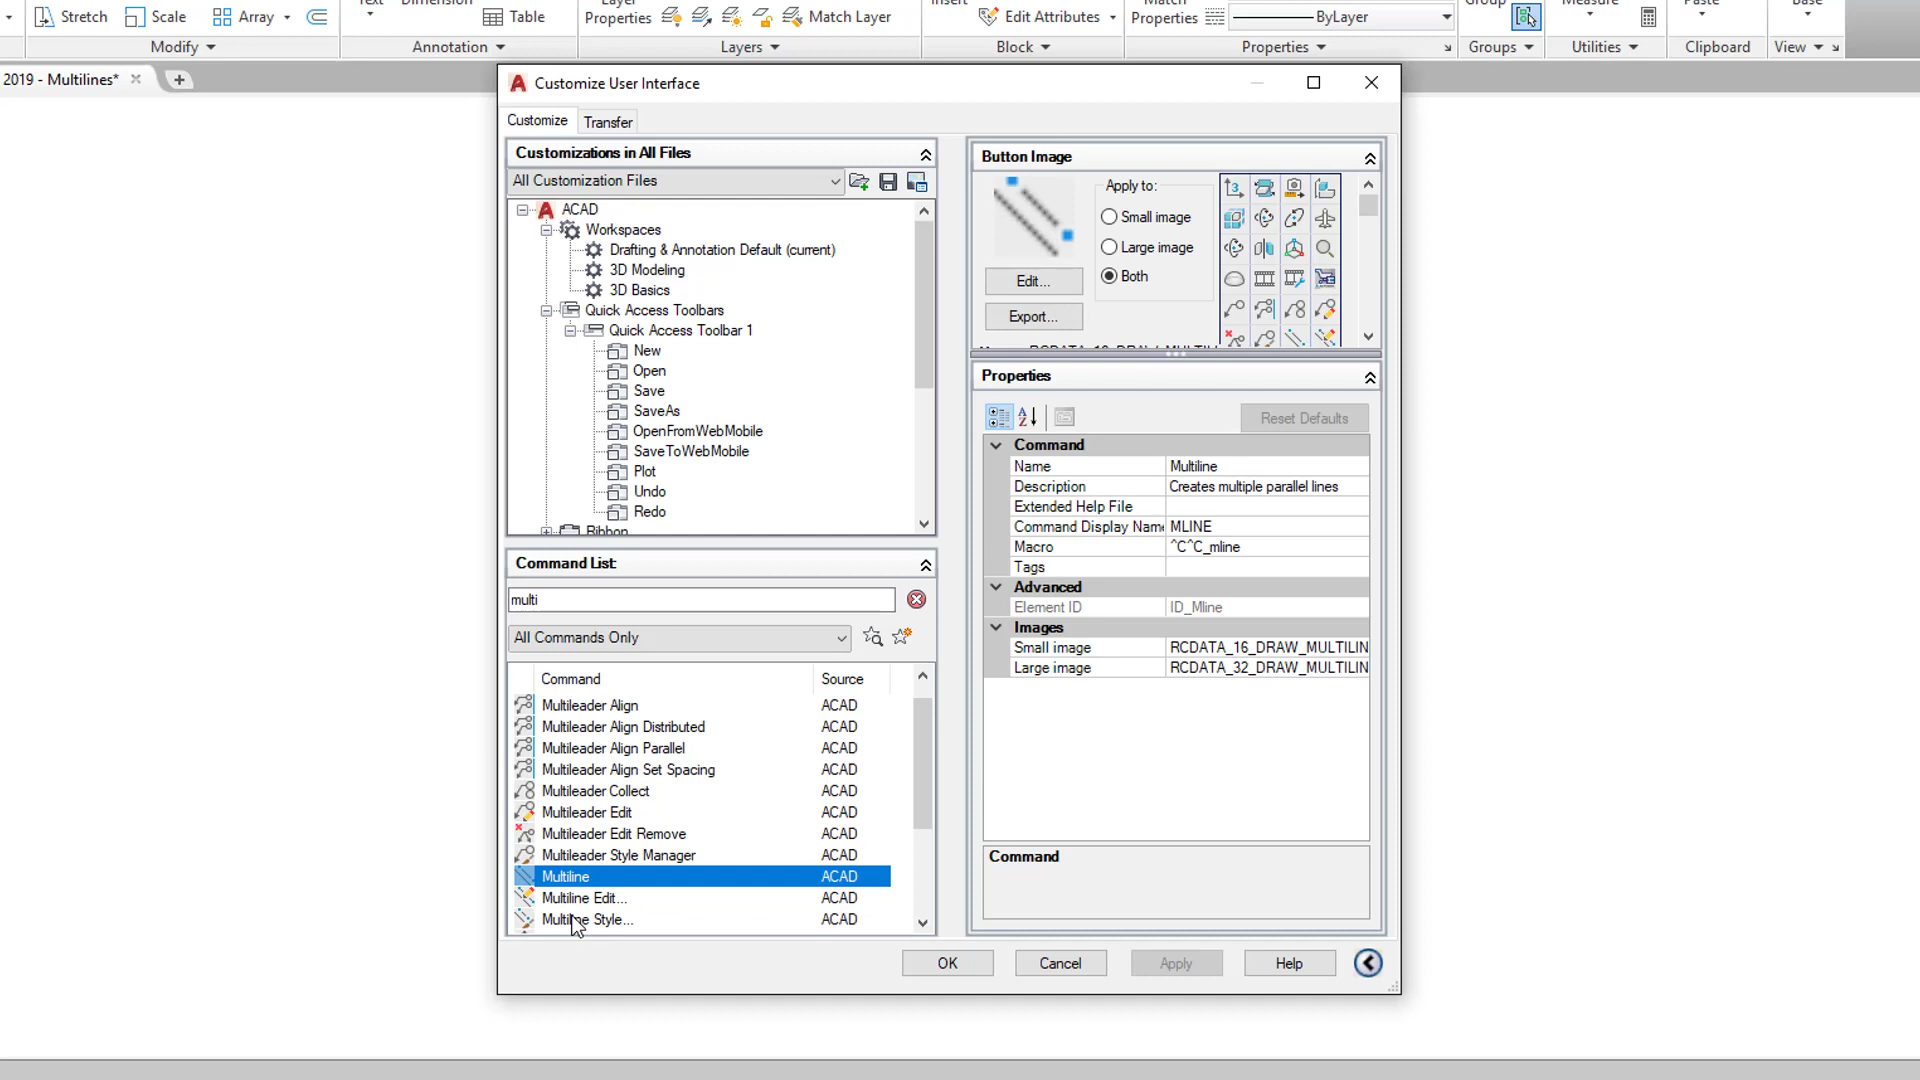 Stretch Scale Array Table Layer Properties Match Layer Edit Attributes Match Properties ByLayer
Modify Annotation Layers Block Properties Groups Utilities Clipboard View
2019 - Multilines*
Customize User Interface
Customize Transfer
Customizations in All Files
All Customization Files
ACAD
Workspaces
Drafting & Annotation Default (current)
3D Modeling
3D Basics
Quick Access Toolbars
Quick Access Toolbar 1
New
Open
Save
SaveAs
OpenFromWebMobile
SaveToWebMobile
Plot
Undo
Redo
Ribbon
Command List:
multi
All Commands Only
Command Source
Multileader Align ACAD
Multileader Align Distributed ACAD
Multileader Align Parallel ACAD
Multileader Align Set Spacing ACAD
Multileader Collect ACAD
Multileader Edit ACAD
Multileader Edit Remove ACAD
Multileader Style Manager ACAD
Multiline ACAD
Multiline Edit... ACAD
Multiline Style... ACAD
Button Image
Apply to:
Small image
Large image
Both
Edit...
Export...
Properties
Reset Defaults
Command
Name Multiline
Description Creates multiple parallel lines
Extended Help File
Command Display Name MLINE
Macro ^C^C_mline
Tags
Advanced
Element ID ID_Mline
Images
Small image RCDATA_16_DRAW_MULTILIN
Large image RCDATA_32_DRAW_MULTILIN
Command
OK Cancel Apply Help